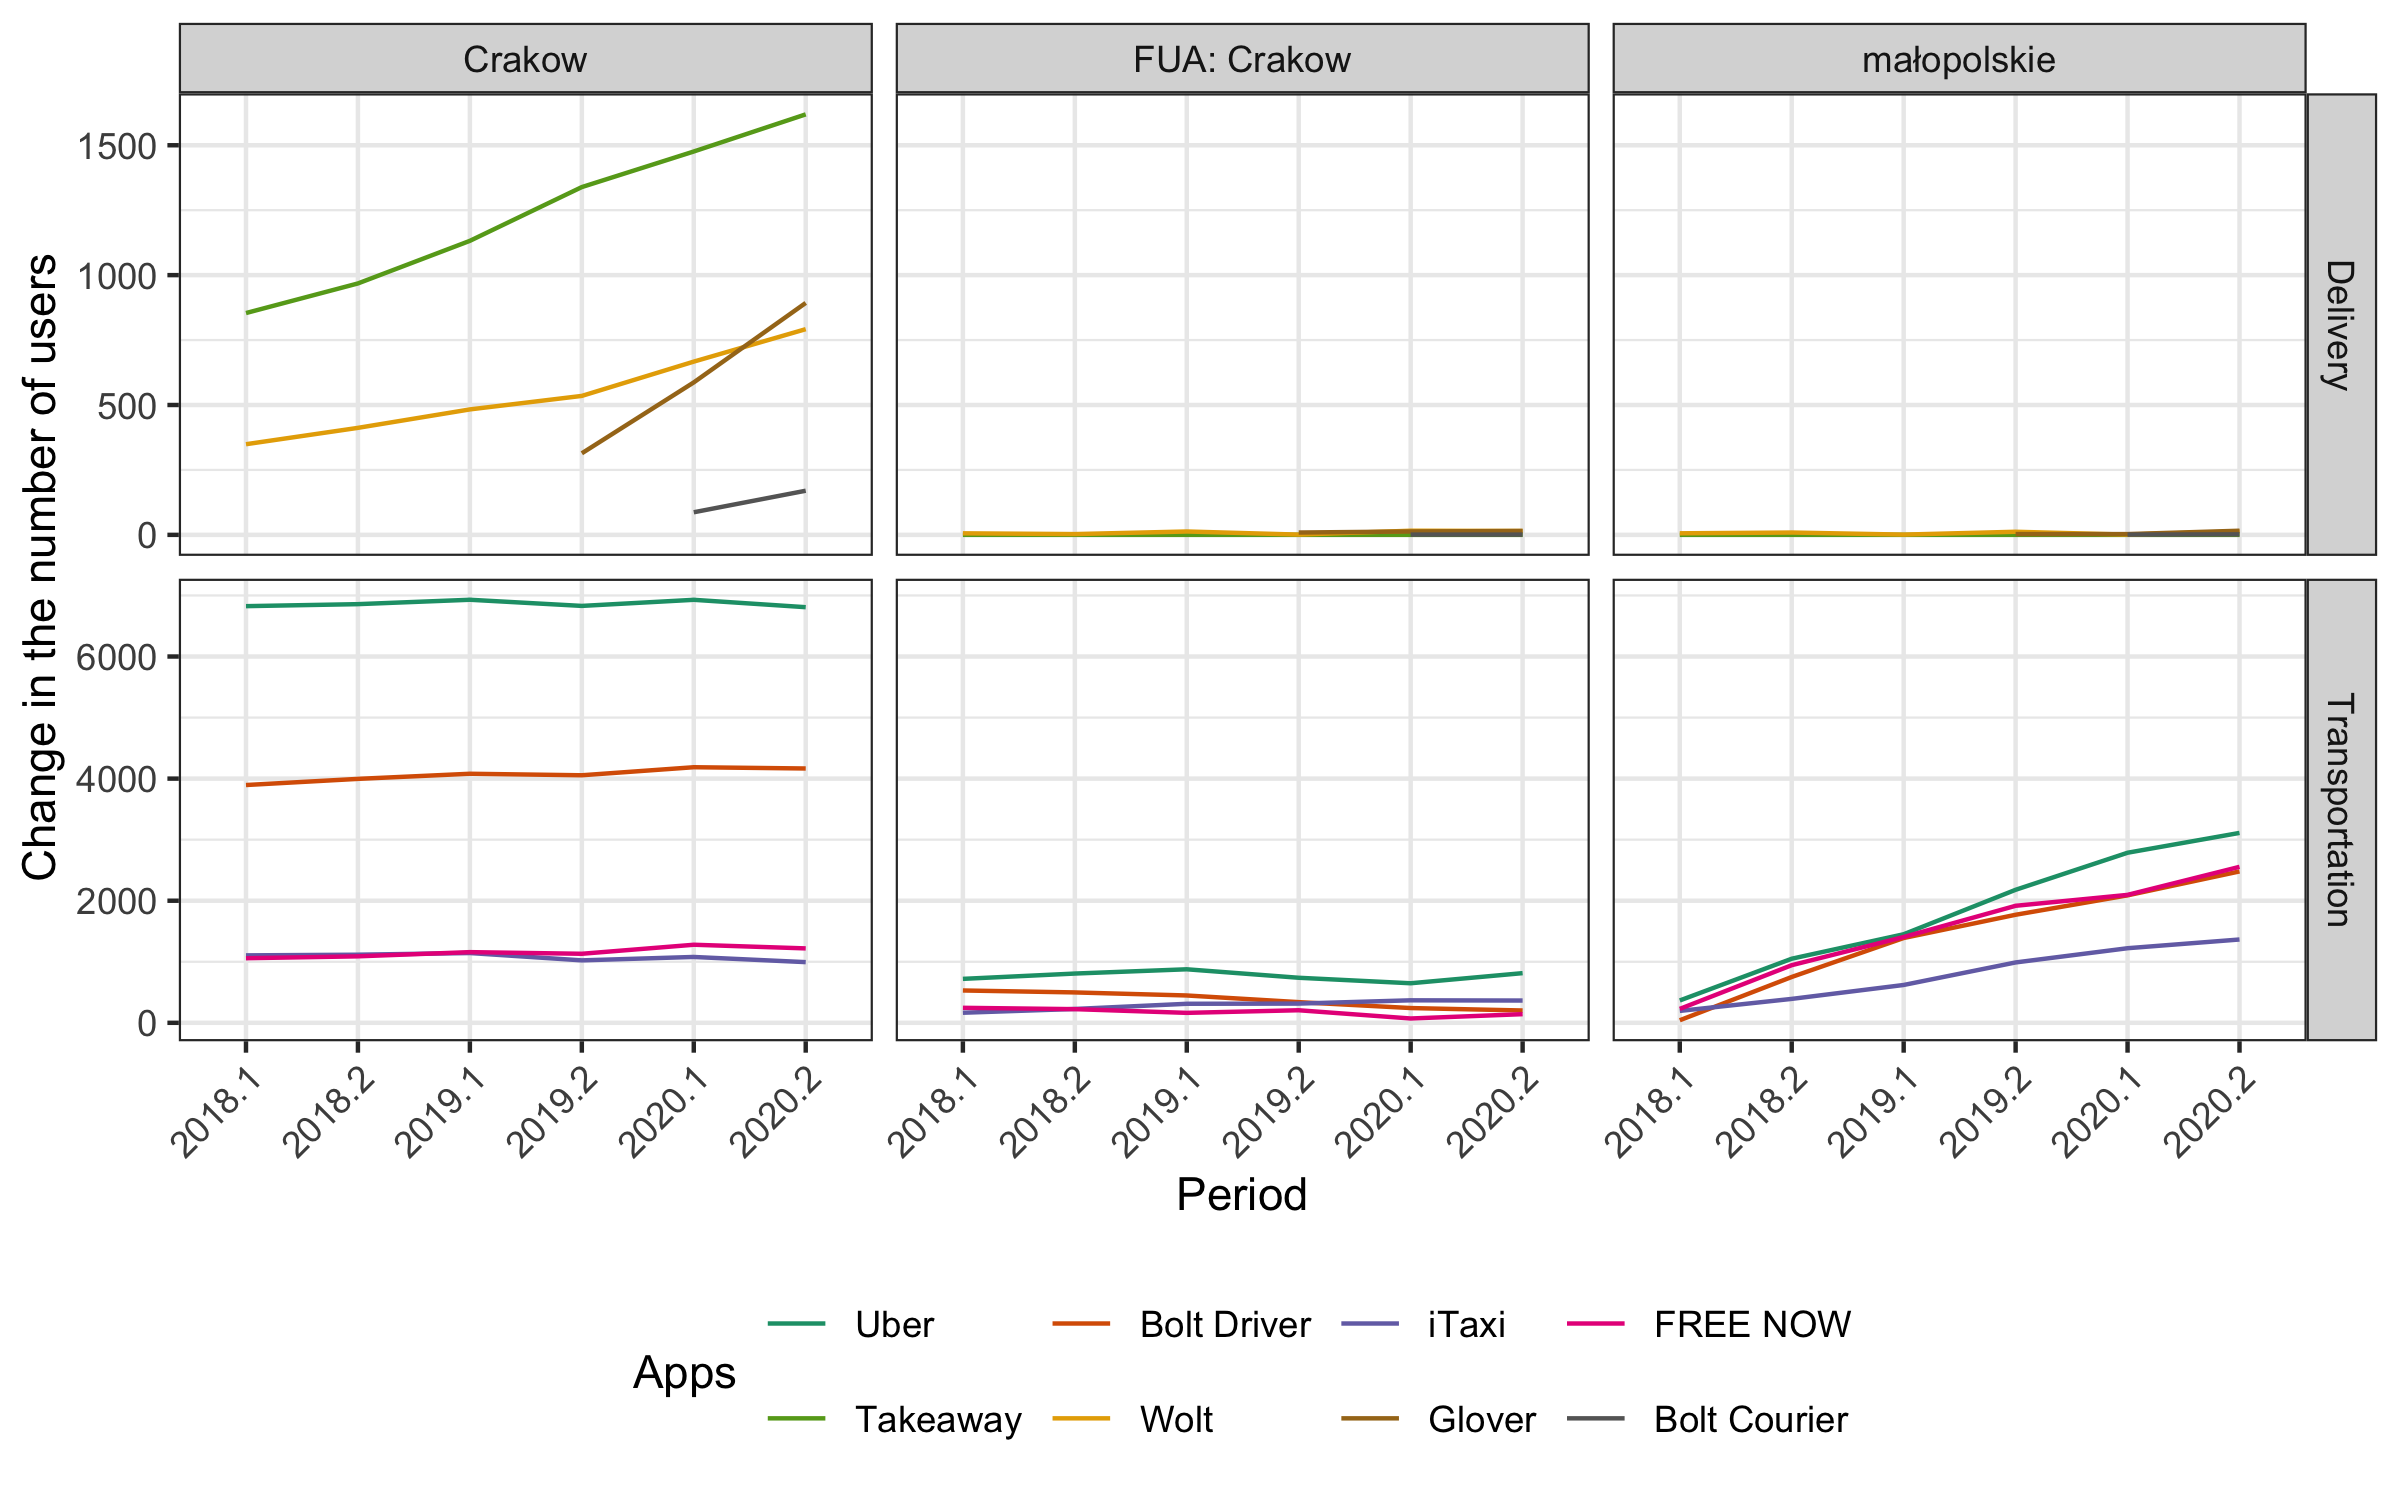 Crakow
FUA: Crakow
małopolskie
Change in the number of users
1500
1000
500
0
Delivery
6000
4000
2000
0
Transportation
2018.1
2018.2
2019.1
2019.2
2020.1
2020.2
2018.1
2018.2
2019.1
2019.2
2020.1
2020.2
2018.1
2018.2
2019.1
2019.2
2020.1
2020.2
Period
Apps
Uber
Bolt Driver
iTaxi
FREE NOW
Takeaway
Wolt
Glover
Bolt Courier